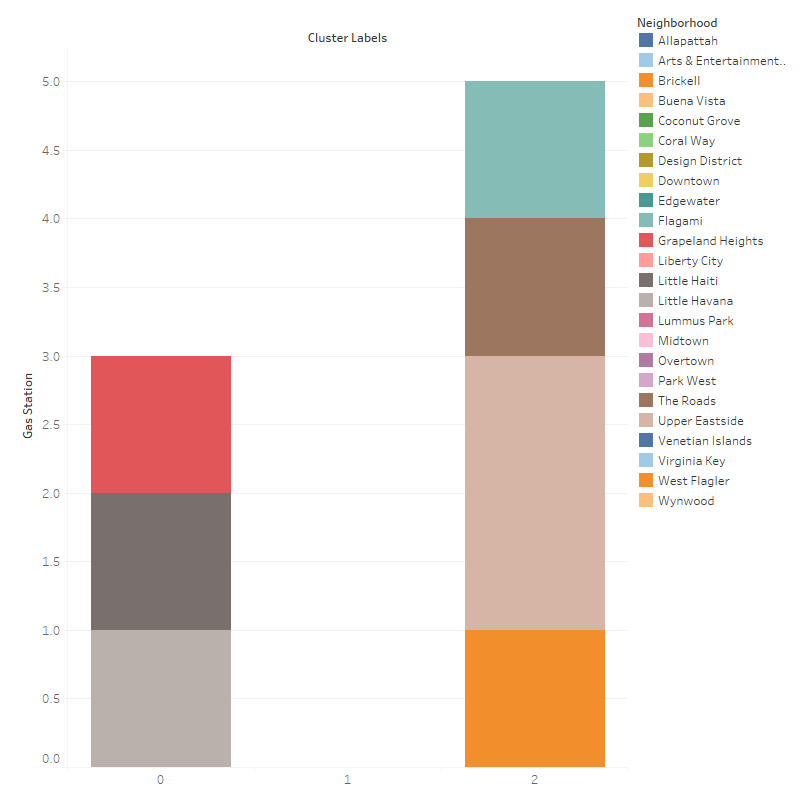 Cluster Labels
Gas Station
5.0
4.5
4.0
3.5
3.0
2.5
2.0
1.5
1.0
0.5
0.0
0
1
2
Neighborhood
Allapattah
Arts & Entertainment..
Brickell
Buena Vista
Coconut Grove
Coral Way
Design District
Downtown
Edgewater
Flagami
Grapeland Heights
Liberty City
Little Haiti
Little Havana
Lummus Park
Midtown
Overtown
Park West
The Roads
Upper Eastside
Venetian Islands
Virginia Key
West Flagler
Wynwood